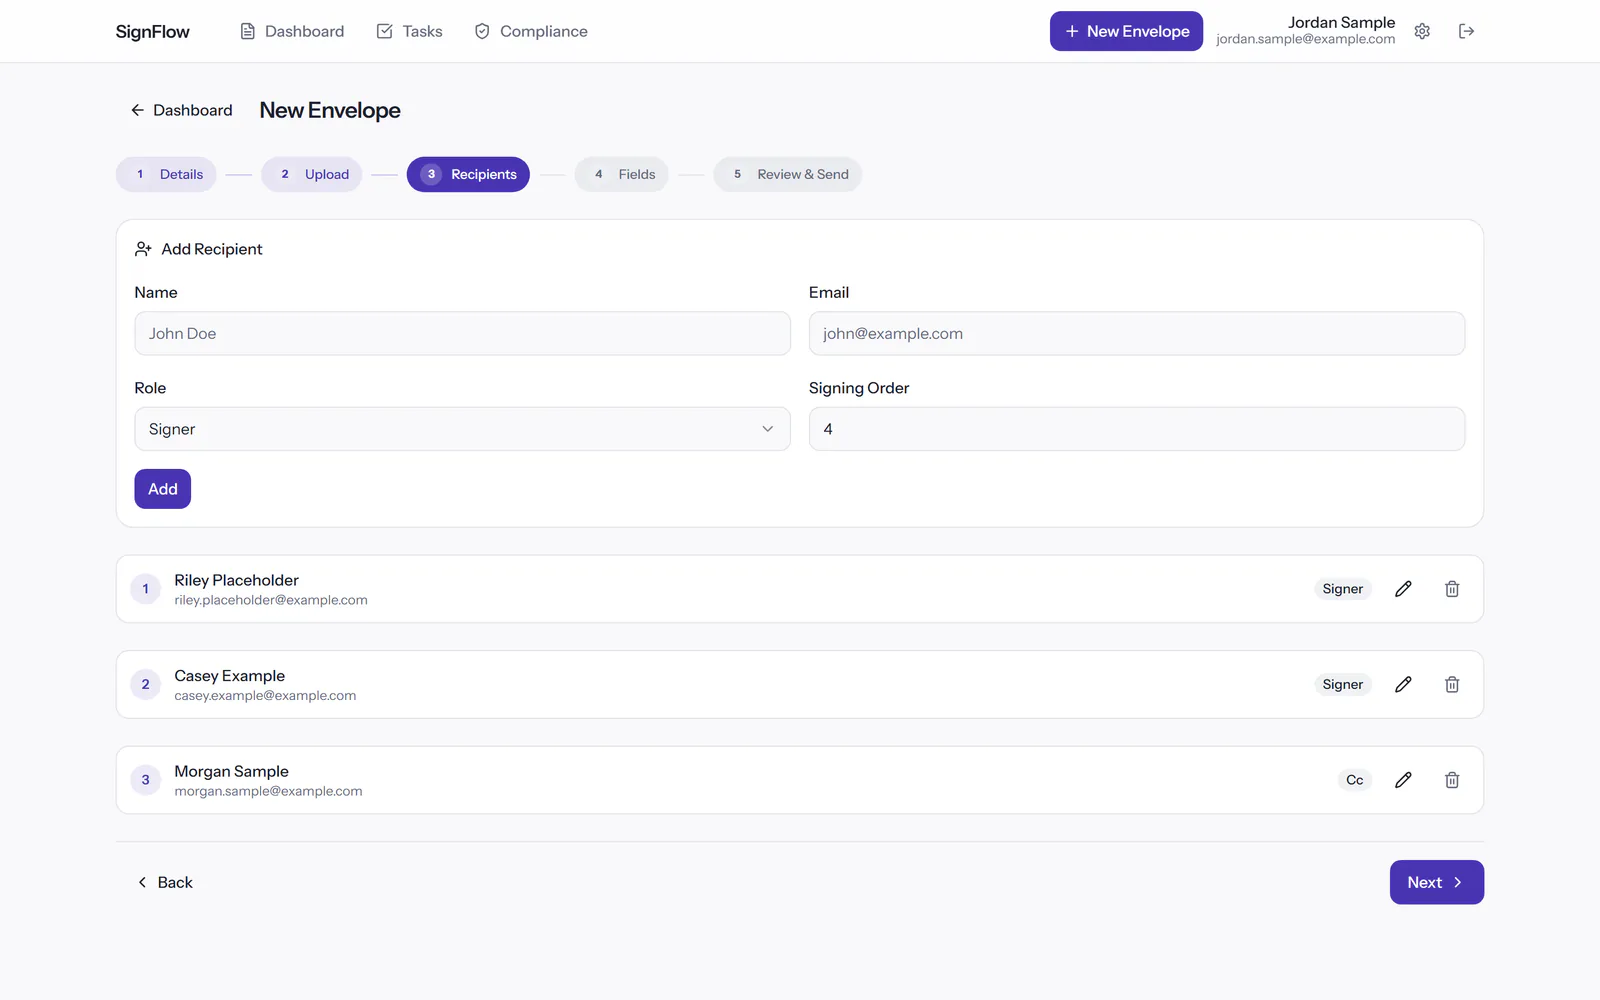 SignFlow
Dashboard
Tasks
Compliance
New Envelope
Jordan Sample
jordan.sample@example.com
Dashboard
New Envelope
1 Details
2 Upload
3 Recipients
4 Fields
5 Review & Send
Add Recipient
Name
John Doe
Email
john@example.com
Role
Signer
Signing Order
4
Add
1
Riley Placeholder
riley.placeholder@example.com
Signer
2
Casey Example
casey.example@example.com
Signer
3
Morgan Sample
morgan.sample@example.com
Cc
Back
Next